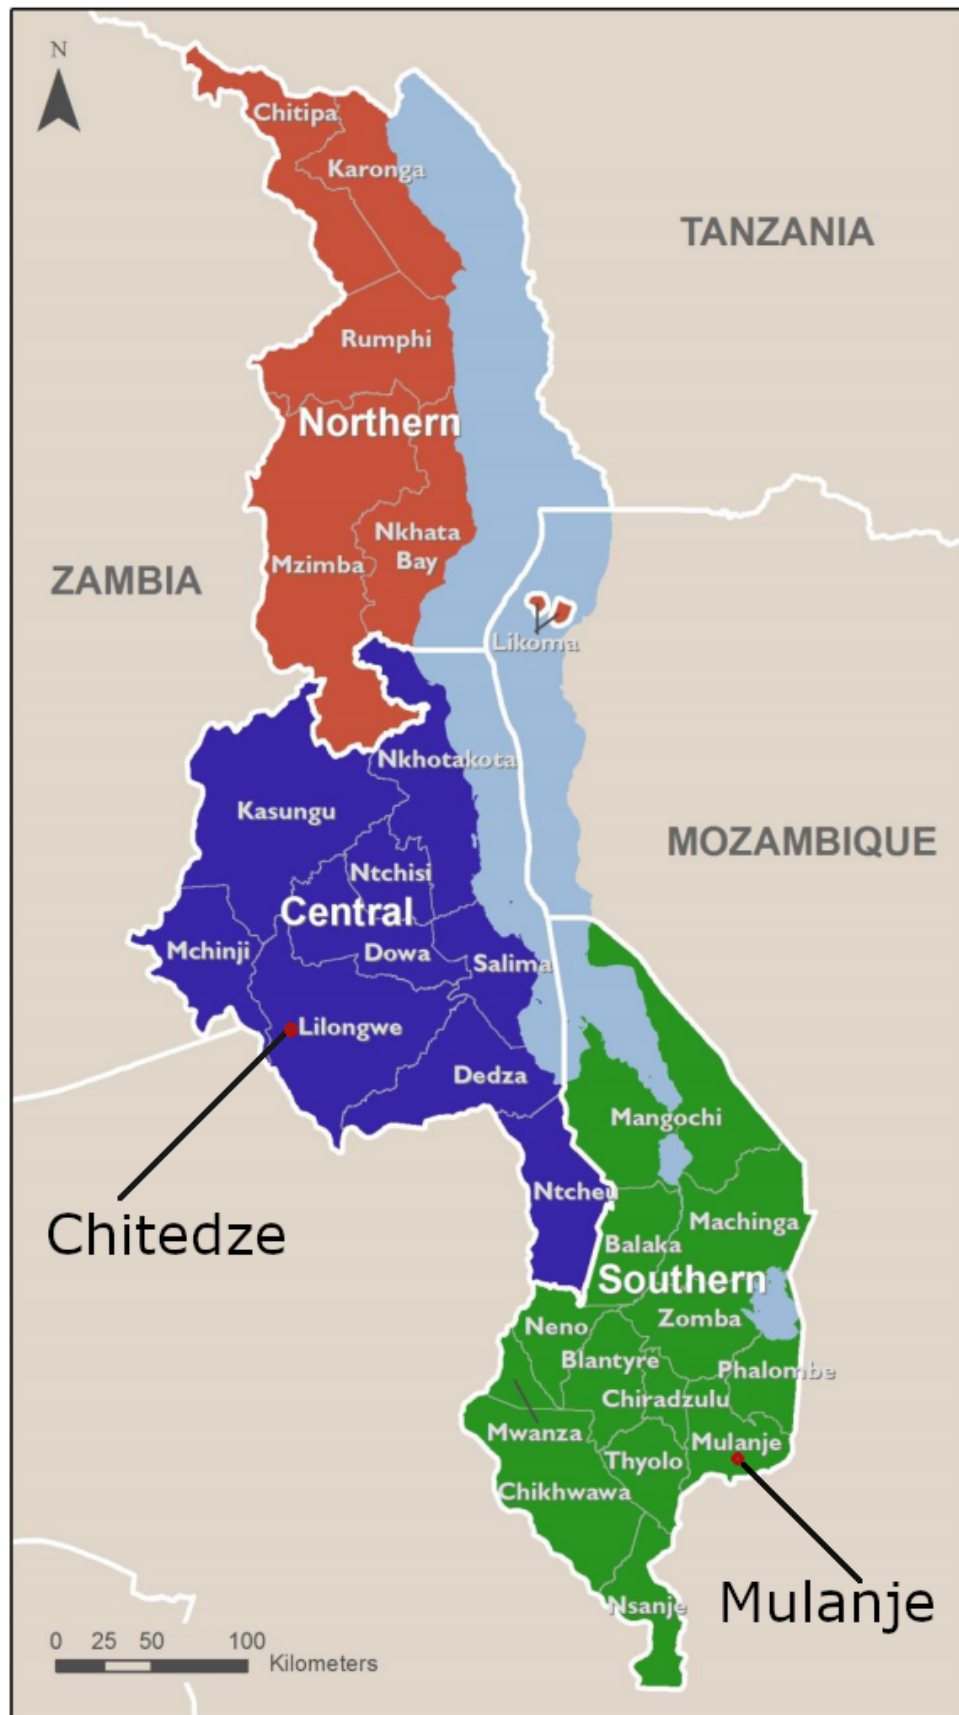 N
Chitipa
Karonga
TANZANIA
Rumphi
Northern
Nkhata
Bay
Mzimba
ZAMBIA
Likoma
Nkhotakota
Kasungu
MOZAMBIQUE
Ntchisi
Central
Mchinji
Dowa
Salima
Lilongwe
Dedza
Mangochi
Ntcheu
Machinga
Chitedze
Balaka
Southern
Zomba
Neno
Blantyre
Phalombe
Chiradzulu
Mwanza
Mulanje
Thyolo
Chikhwawa
Nsanje
Mulanje
0 25 50 100
Kilometers